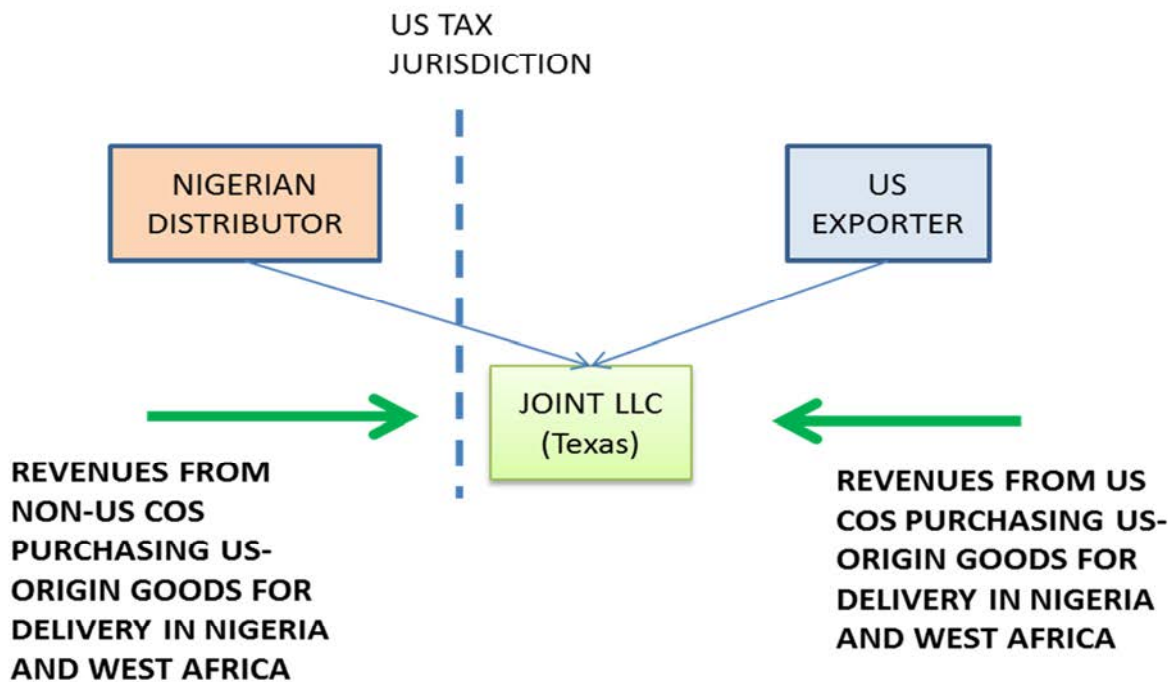 US TAX
JURISDICTION
NIGERIAN
DISTRIBUTOR
US
EXPORTER
JOINT LLC
(Texas)
REVENUES FROM
NON-US COS
PURCHASING US-
ORIGIN GOODS FOR
DELIVERY IN NIGERIA
AND WEST AFRICA
REVENUES FROM US
COS PURCHASING US-
ORIGIN GOODS FOR
DELIVERY IN NIGERIA
AND WEST AFRICA